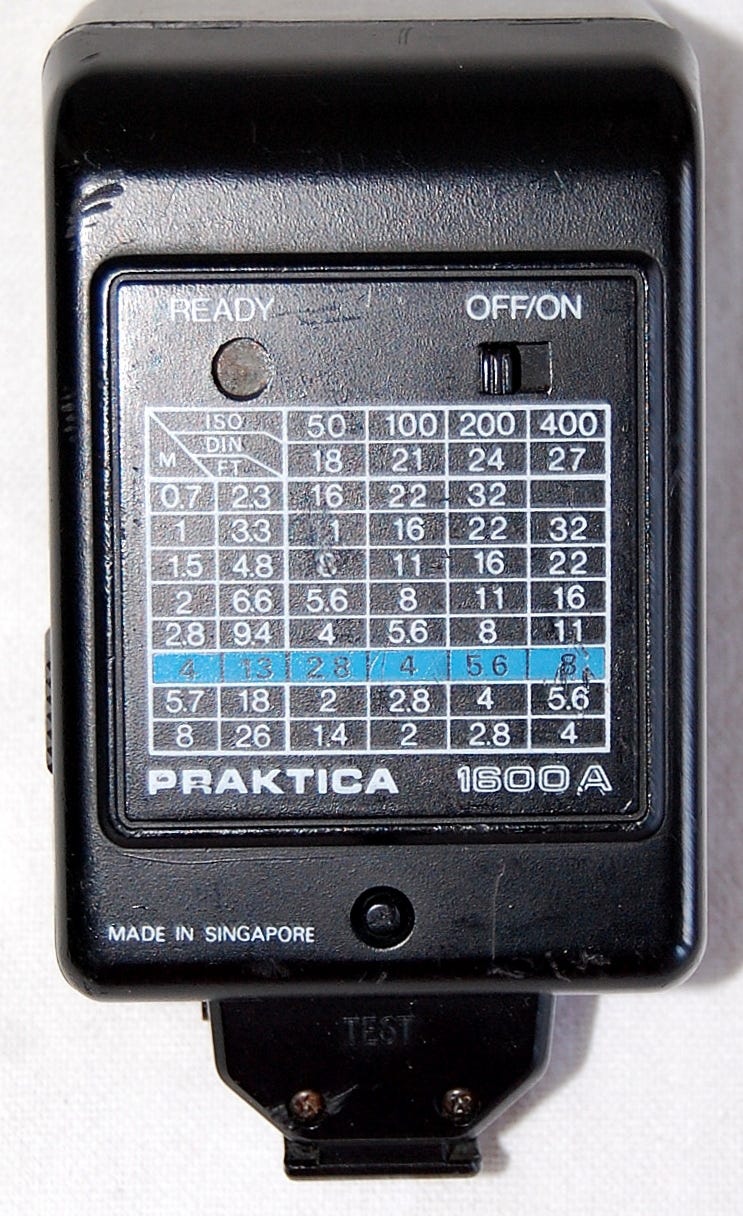 READY OFF/ON
ISO 50 100 200 400
DIN 18 21 24 27
M FT
0.7 2.3 16 22 32
1 3.3 1 16 22 32
1.5 4.8 11 16 22
2 6.6 5.6 8 11 16
2.8 9.4 4 5.6 8 11
4 13 2.8 4 5.6 8
5.7 18 2 2.8 4 5.6
8 26 1.4 2 2.8 4
PRAKTICA 1600 A
MADE IN SINGAPORE
TEST